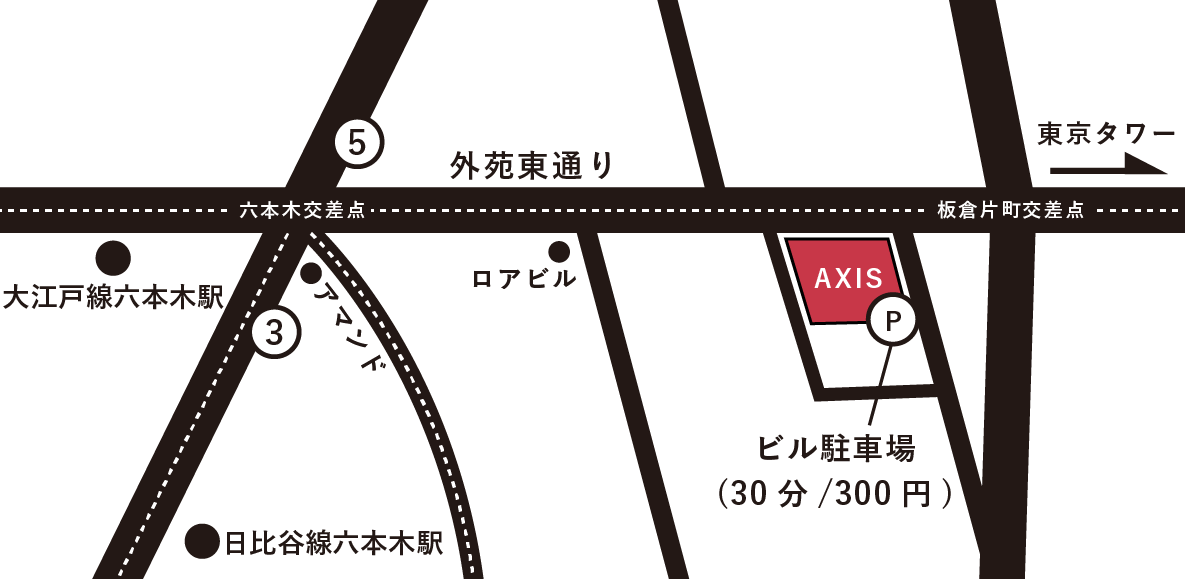 5
東京タワー
外苑東通り
六本木交差点
板倉片町交差点
大江戸線六本木駅
ロアビル
AXIS
アマンド
3
P
ビル駐車場
(30 分 /300 円 )
日比谷線六本木駅